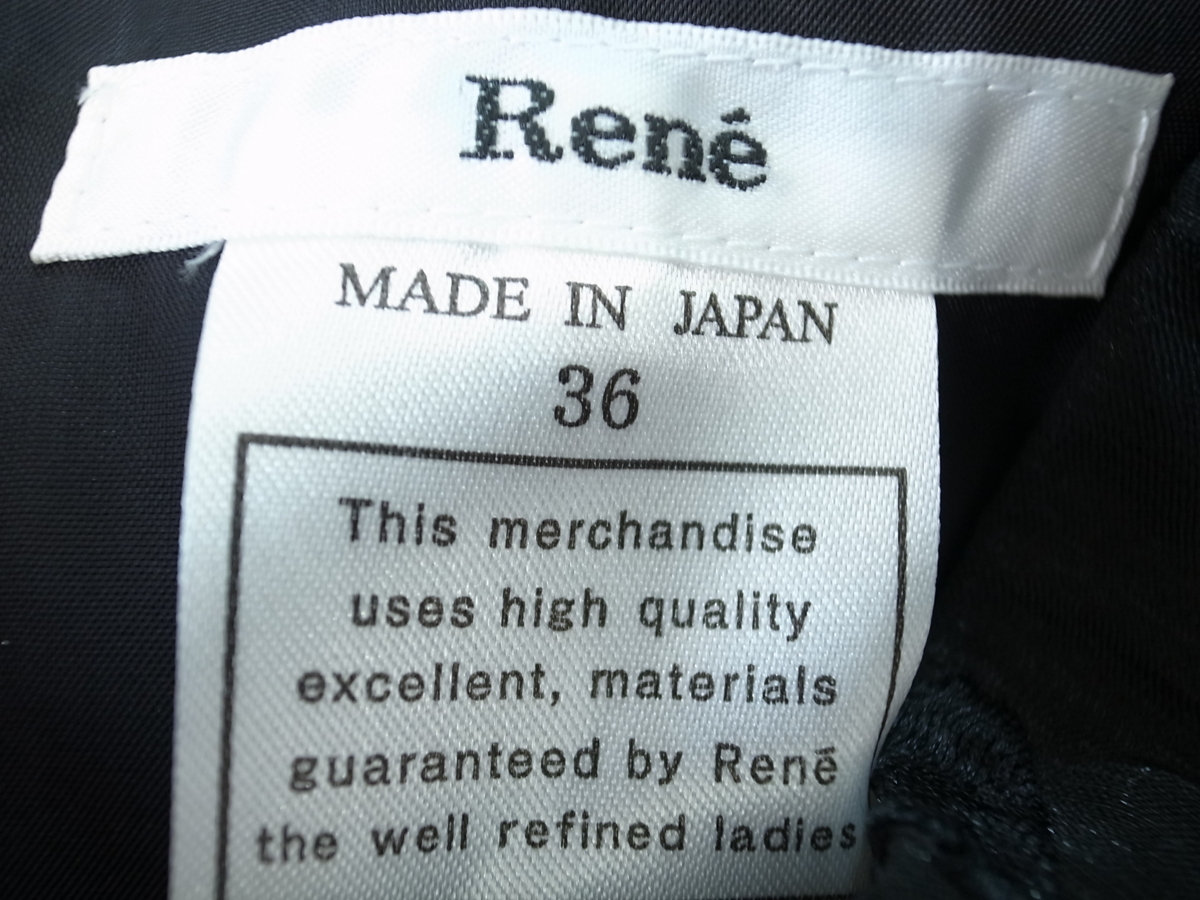 René
MADE IN JAPAN
36
This merchandise
uses high quality
excellent, materials
guaranteed by René
the well refined ladies